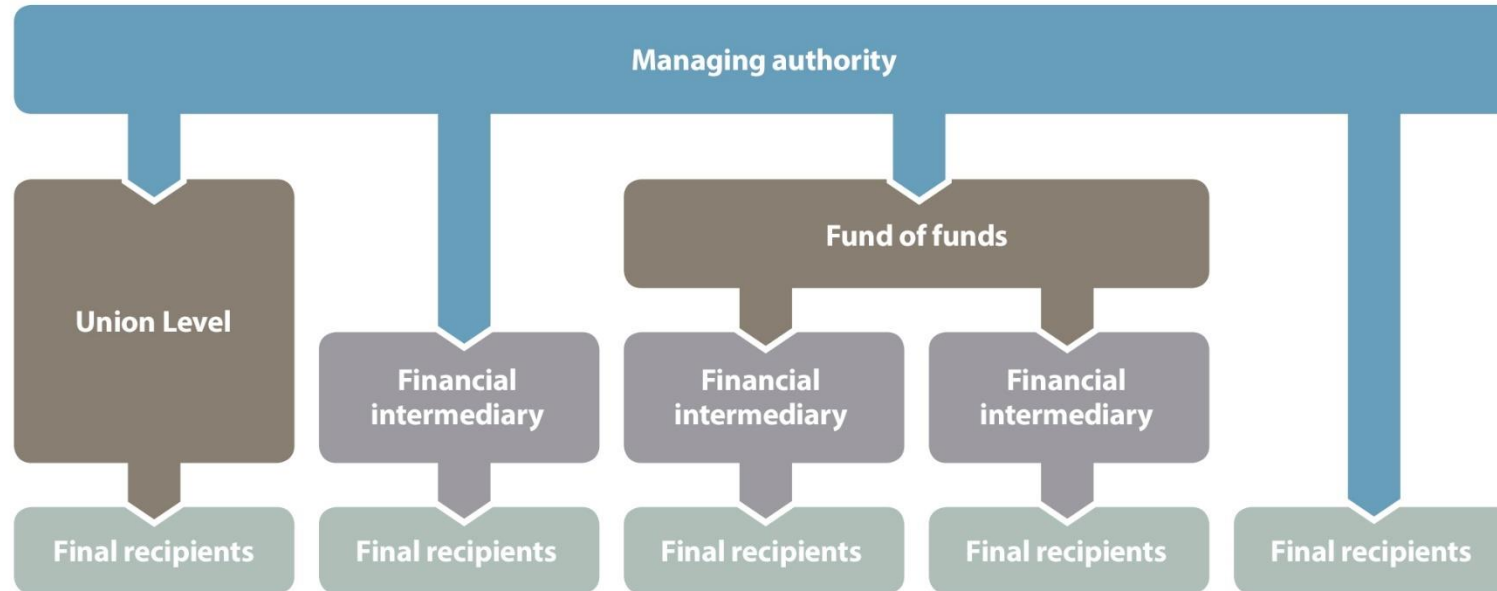 Managing authority
Fund of funds
Union Level
Financial
intermediary
Financial
intermediary
Financial
intermediary
Final recipients
Final recipients
Final recipients
Final recipients
Final recipients